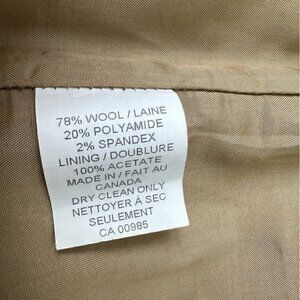 78% WOOL / LAINE
20% POLYAMIDE
2% SPANDEX
LINING / DOUBLURE
100% ACETATE
MADE IN / FAIT AU
CANADA
DRY CLEAN ONLY
NETTOYER À SEC
SEULEMENT
CA 00985